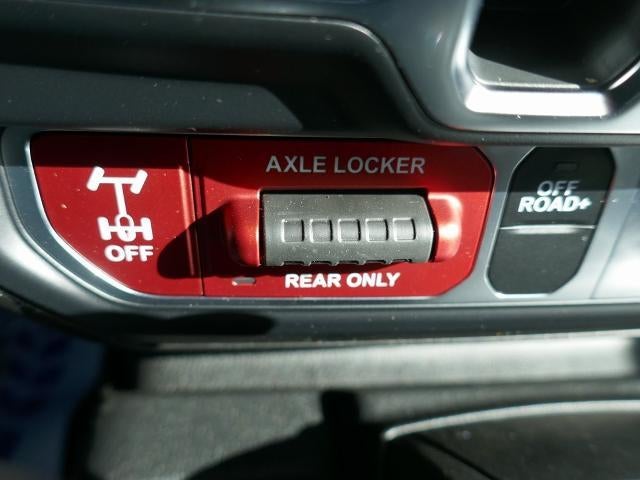 AXLE LOCKER
OFF
REAR ONLY
OFF
ROAD+